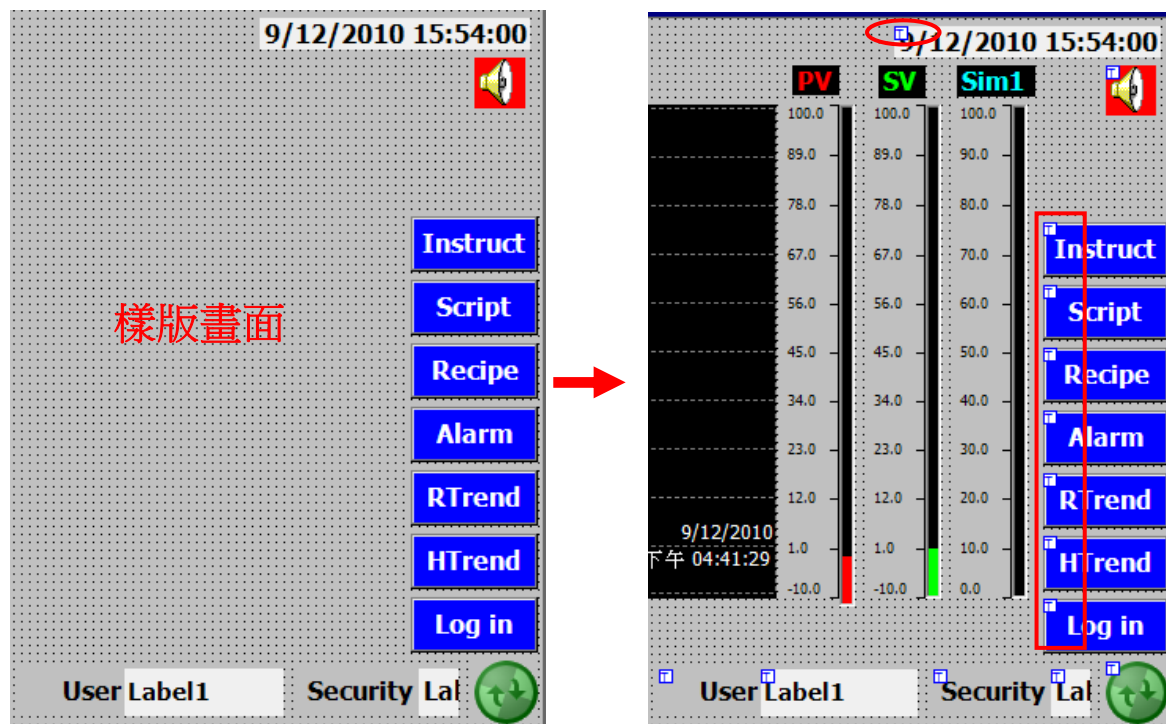 9/12/2010 15:54:00
Instruct
Script
樣版畫面
Recipe
Alarm
RTrend
HTrend
Log in
User Label1 Security Lal
9/12/2010 15:54:00
PV SV Sim1
100.0 100.0 100.0
89.0 89.0 90.0
78.0 78.0 80.0
67.0 67.0 70.0
Instruct
56.0 56.0 60.0
Script
45.0 45.0 50.0
Recipe
34.0 34.0 40.0
Alarm
23.0 23.0 30.0
12.0 12.0 20.0
RTrend
9/12/2010
1.0 1.0 10.0
下午 04:41:29
HTrend
-10.0 -10.0 0.0
Log in
User Label1 Security Lal